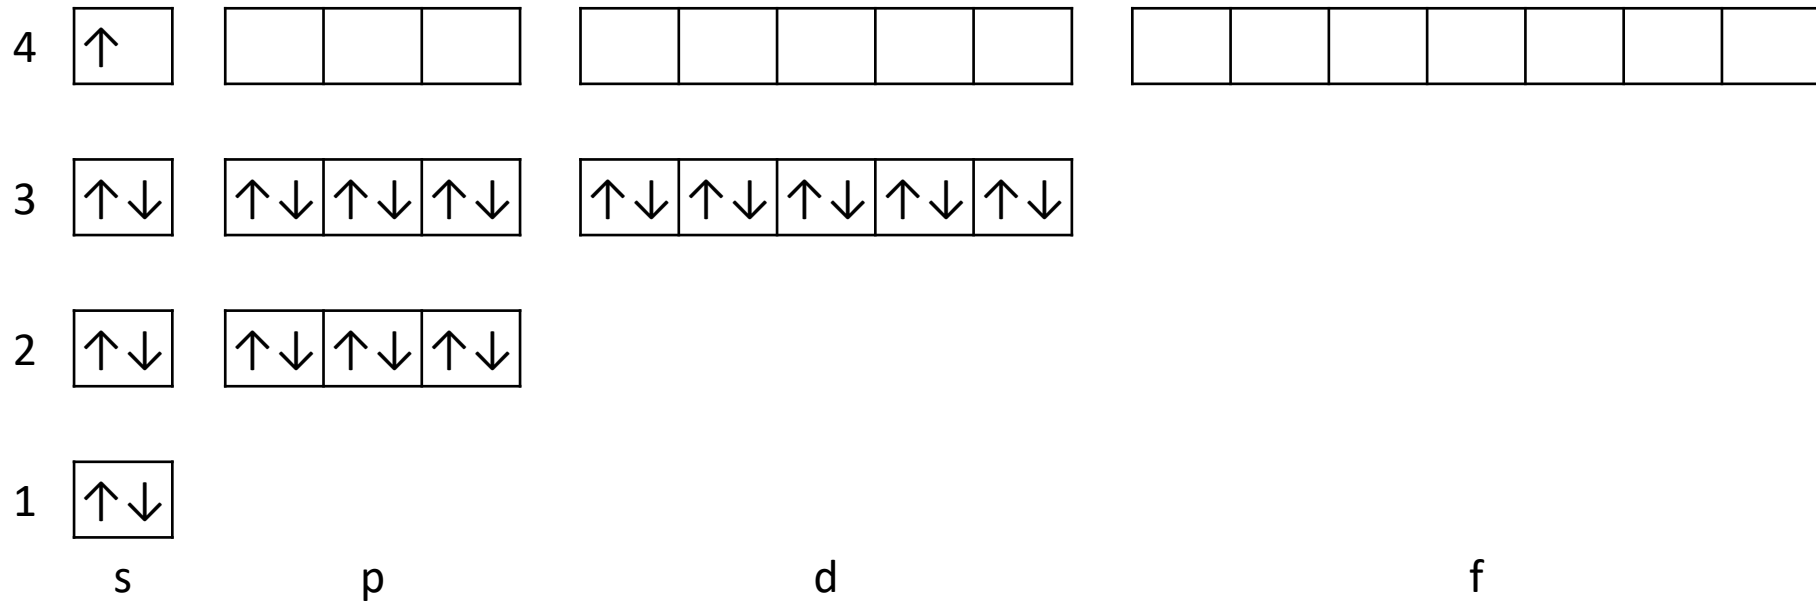 4 ↑
3 ↑↓ ↑↓ ↑↓ ↑↓ ↑↓ ↑↓ ↑↓ ↑↓ ↑↓
2 ↑↓ ↑↓ ↑↓ ↑↓
1 ↑↓
s p d f